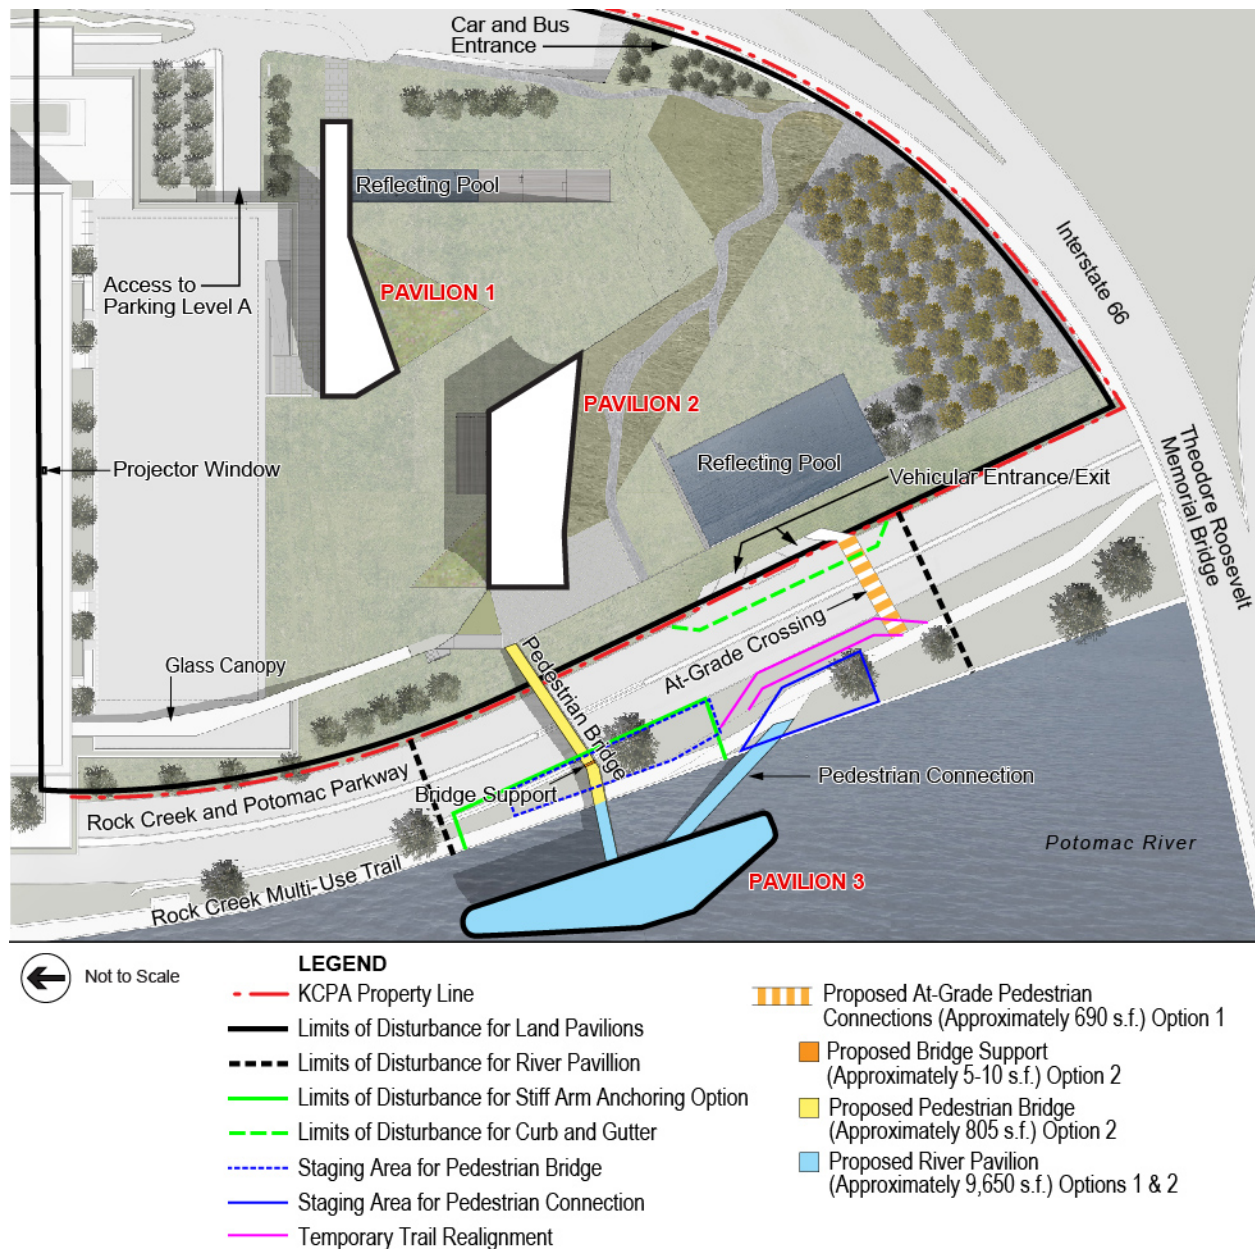 Car and Bus
Entrance
Reflecting Pool
Interstate 66
Access to
Parking Level A
PAVILION 1
PAVILION 2
Theodore Roosevelt
Memorial Bridge
Projector Window
Reflecting Pool
Vehicular Entrance/Exit
At-Grade Crossing
Glass Canopy
Pedestrian Bridge
Pedestrian Connection
Bridge Support
Rock Creek and Potomac Parkway
Potomac River
PAVILION 3
Rock Creek Multi-Use Trail
Not to Scale
LEGEND
KCPA Property Line
Limits of Disturbance for Land Pavilions
Limits of Disturbance for River Pavillion
Limits of Disturbance for Stiff Arm Anchoring Option
Limits of Disturbance for Curb and Gutter
Staging Area for Pedestrian Bridge
Staging Area for Pedestrian Connection
Temporary Trail Realignment
Proposed At-Grade Pedestrian
Connections (Approximately 690 s.f.) Option 1
Proposed Bridge Support
(Approximately 5-10 s.f.) Option 2
Proposed Pedestrian Bridge
(Approximately 805 s.f.) Option 2
Proposed River Pavilion
(Approximately 9,650 s.f.) Options 1 & 2